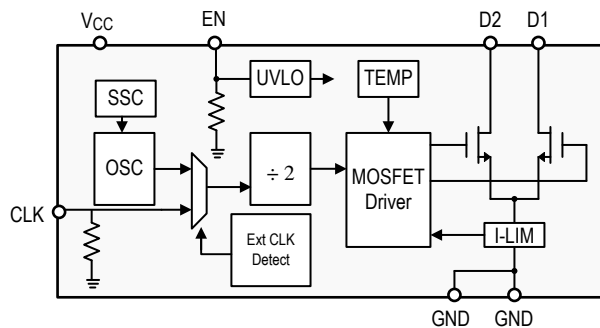 VCC
EN
D2
D1
SSC
UVLO
TEMP
OSC
÷ 2
MOSFET
Driver
CLK
Ext CLK
Detect
I-LIM
GND
GND